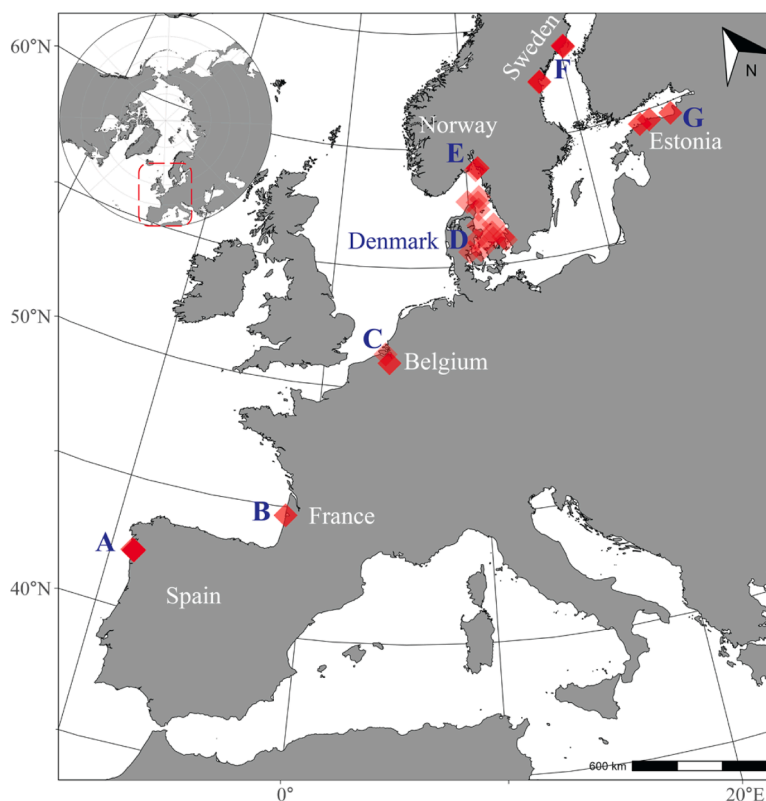 60°N
Sweden
F
N
Norway
G
Estonia
E
Denmark D
50°N
C
Belgium
B
France
A
40°N
Spain
600 km
0°
20°E